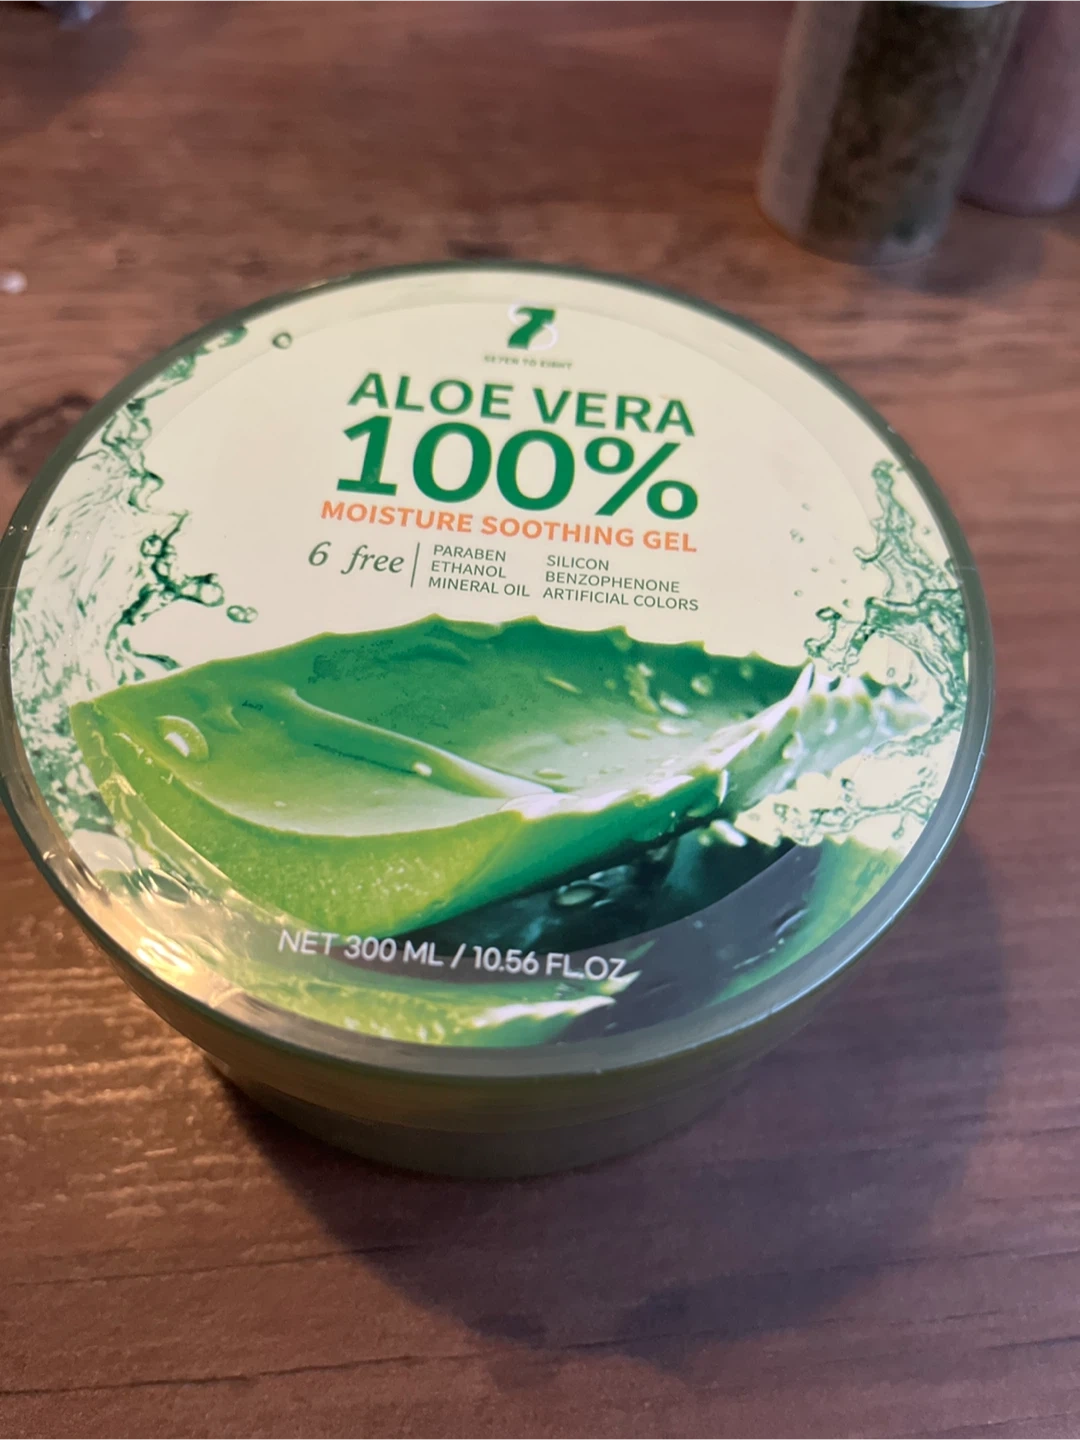 SE7EN TO EIGHT
ALOE VERA
100%
MOISTURE SOOTHING GEL
6 free
PARABEN
ETHANOL
MINERAL OIL
SILICON
BENZOPHENONE
ARTIFICIAL COLORS
NET 300 ML / 10.56 FL.OZ